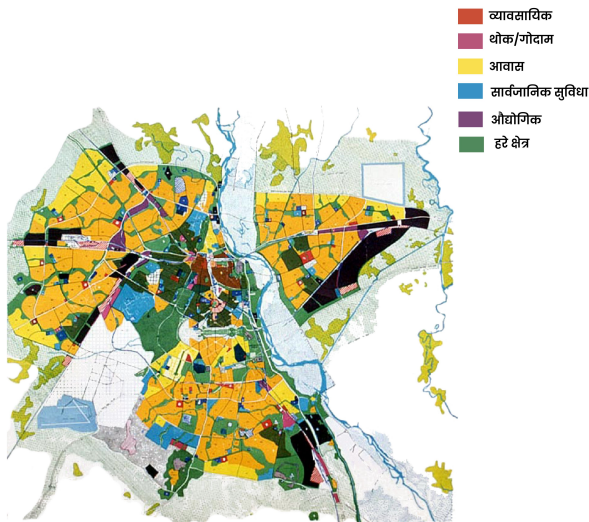 व्यावसायिक
थोक/गोदाम
आवास
सार्वजानिक सुविधा
औद्योगिक
हरे क्षेत्र